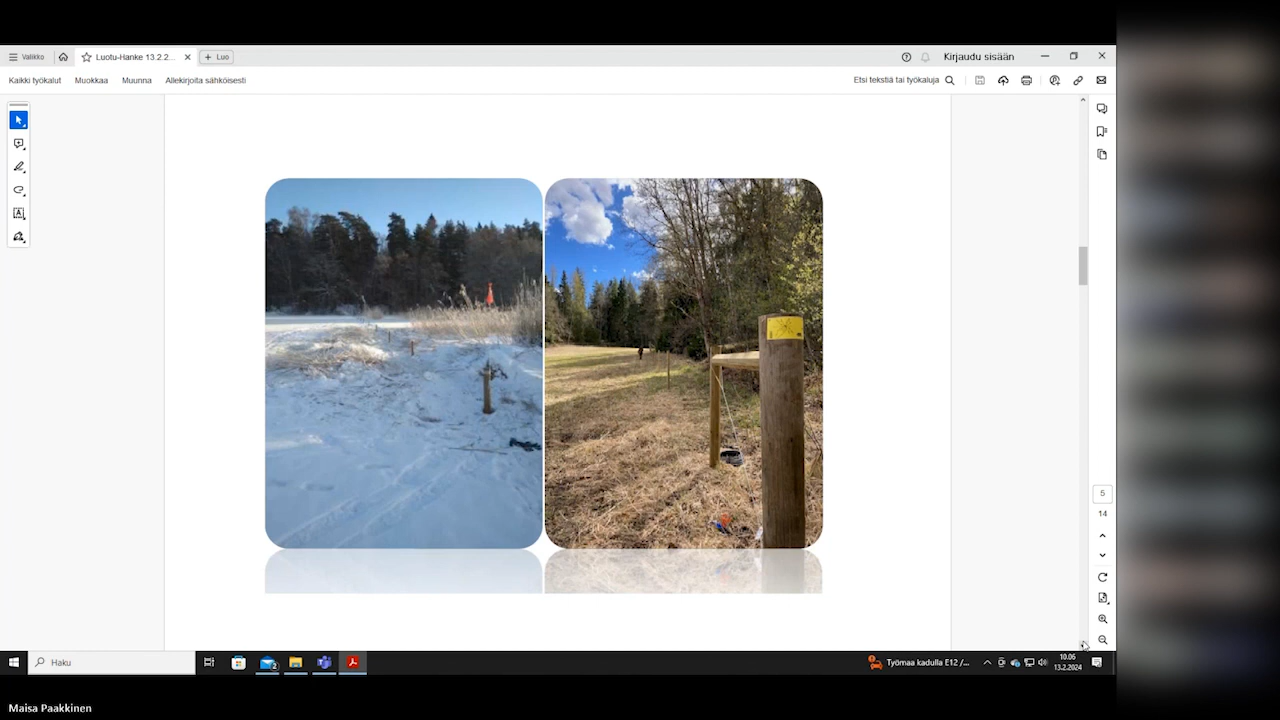 Valikko
Luotu-Hanke 13.2.2...
Luo
Kirjaudu sisään
Kaikki työkalut
Muokkaa
Muunna
Allekirjoita sähköisesti
Etsi tekstiä tai työkaluja
5
14
Haku
2
Työmaa kadulla E12 /...
10.06
13.2.2024
Maisa Paakkinen